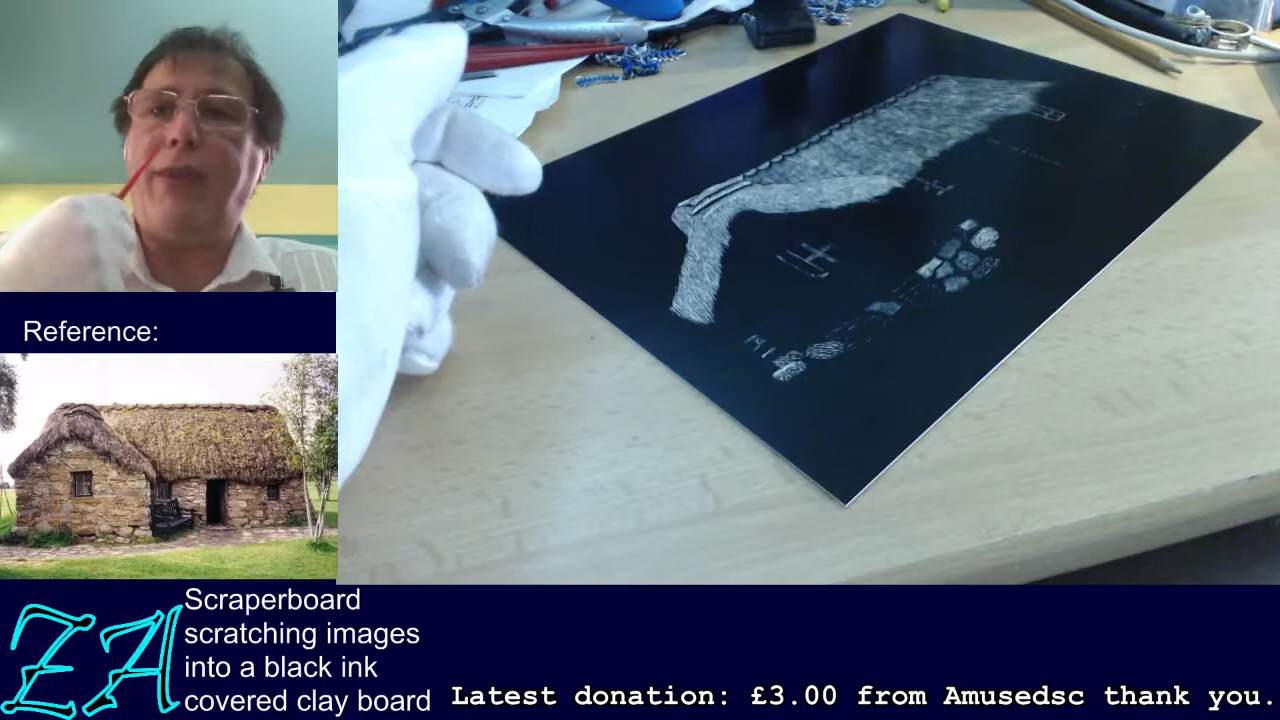 Reference:
ZA
Scraperboard
scratching images
into a black ink
covered clay board
Latest donation: £3.00 from Amusedsc thank you.